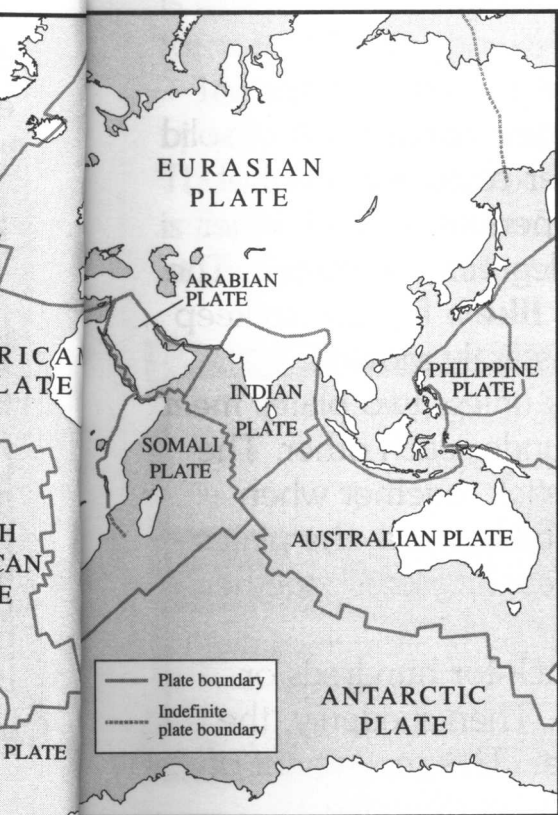 EURASIAN
PLATE
ARABIAN
PLATE
INDIAN
PLATE
PHILIPPINE
PLATE
SOMALI
PLATE
AUSTRALIAN PLATE
ANTARCTIC
PLATE
Plate boundary
Indefinite
plate boundary
PLATE